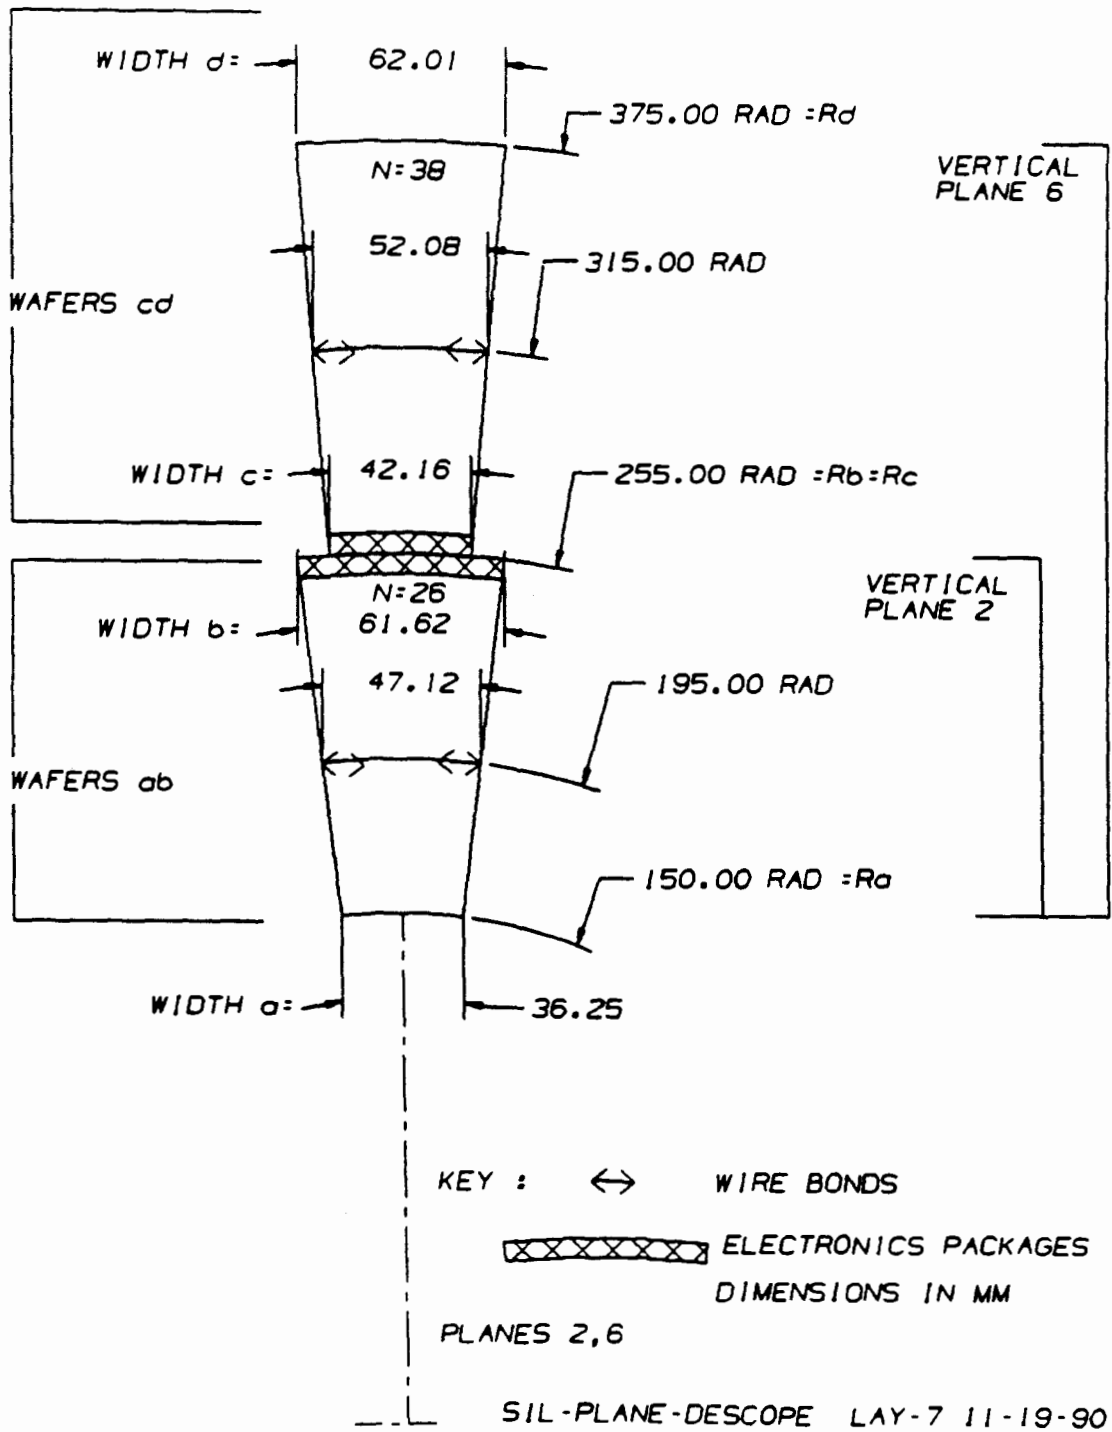 WIDTH d= 62.01
375.00 RAD =Rd
N=38
VERTICAL
PLANE 6
52.08
315.00 RAD
WAFERS cd
WIDTH c= 42.16
255.00 RAD =Rb=Rc
N=26
VERTICAL
PLANE 2
WIDTH b= 61.62
47.12
195.00 RAD
WAFERS ab
150.00 RAD =Ra
WIDTH a= 36.25
KEY : WIRE BONDS
ELECTRONICS PACKAGES
DIMENSIONS IN MM
PLANES 2,6
SIL-PLANE-DESCOPE LAY-7 11-19-90